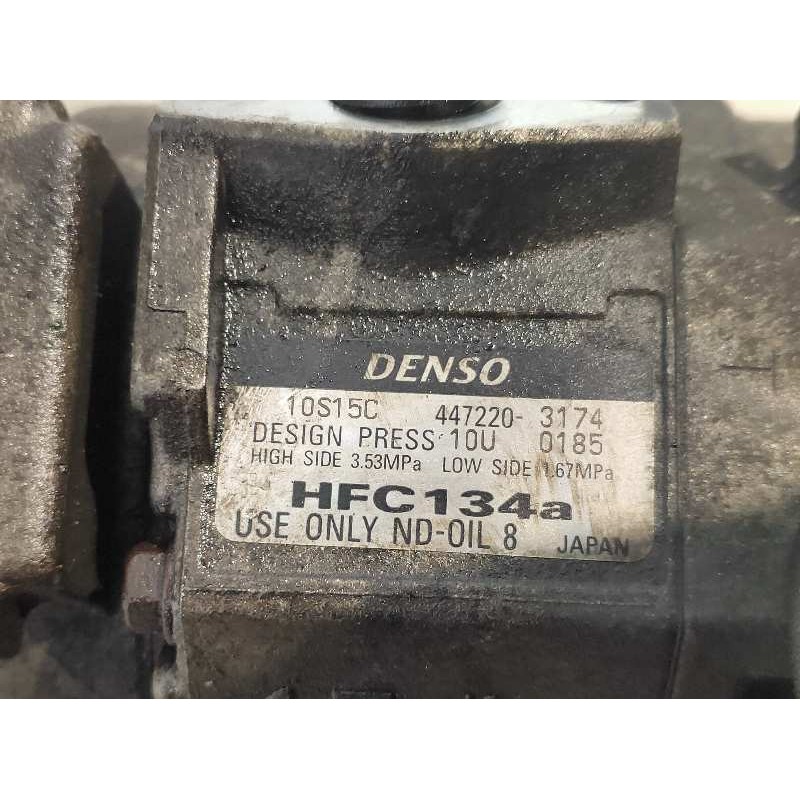 DENSO
10S15C 447220-3174
DESIGN PRESS 10U 0185
HIGH SIDE 3.53MPa LOW SIDE 1.67MPa
HFC134a
USE ONLY ND-OIL 8 JAPAN